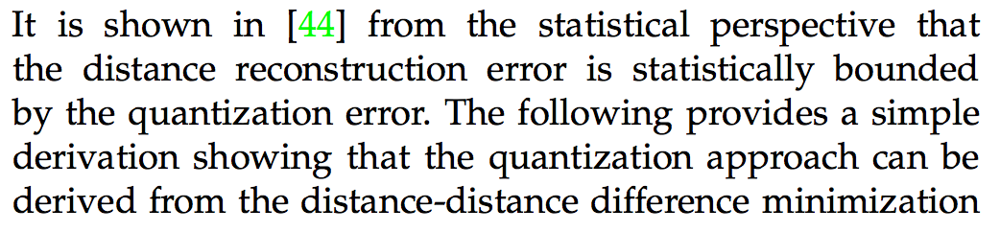 It is shown in [44] from the statistical perspective that
the distance reconstruction error is statistically bounded
by the quantization error. The following provides a simple
derivation showing that the quantization approach can be
derived from the distance-distance difference minimization